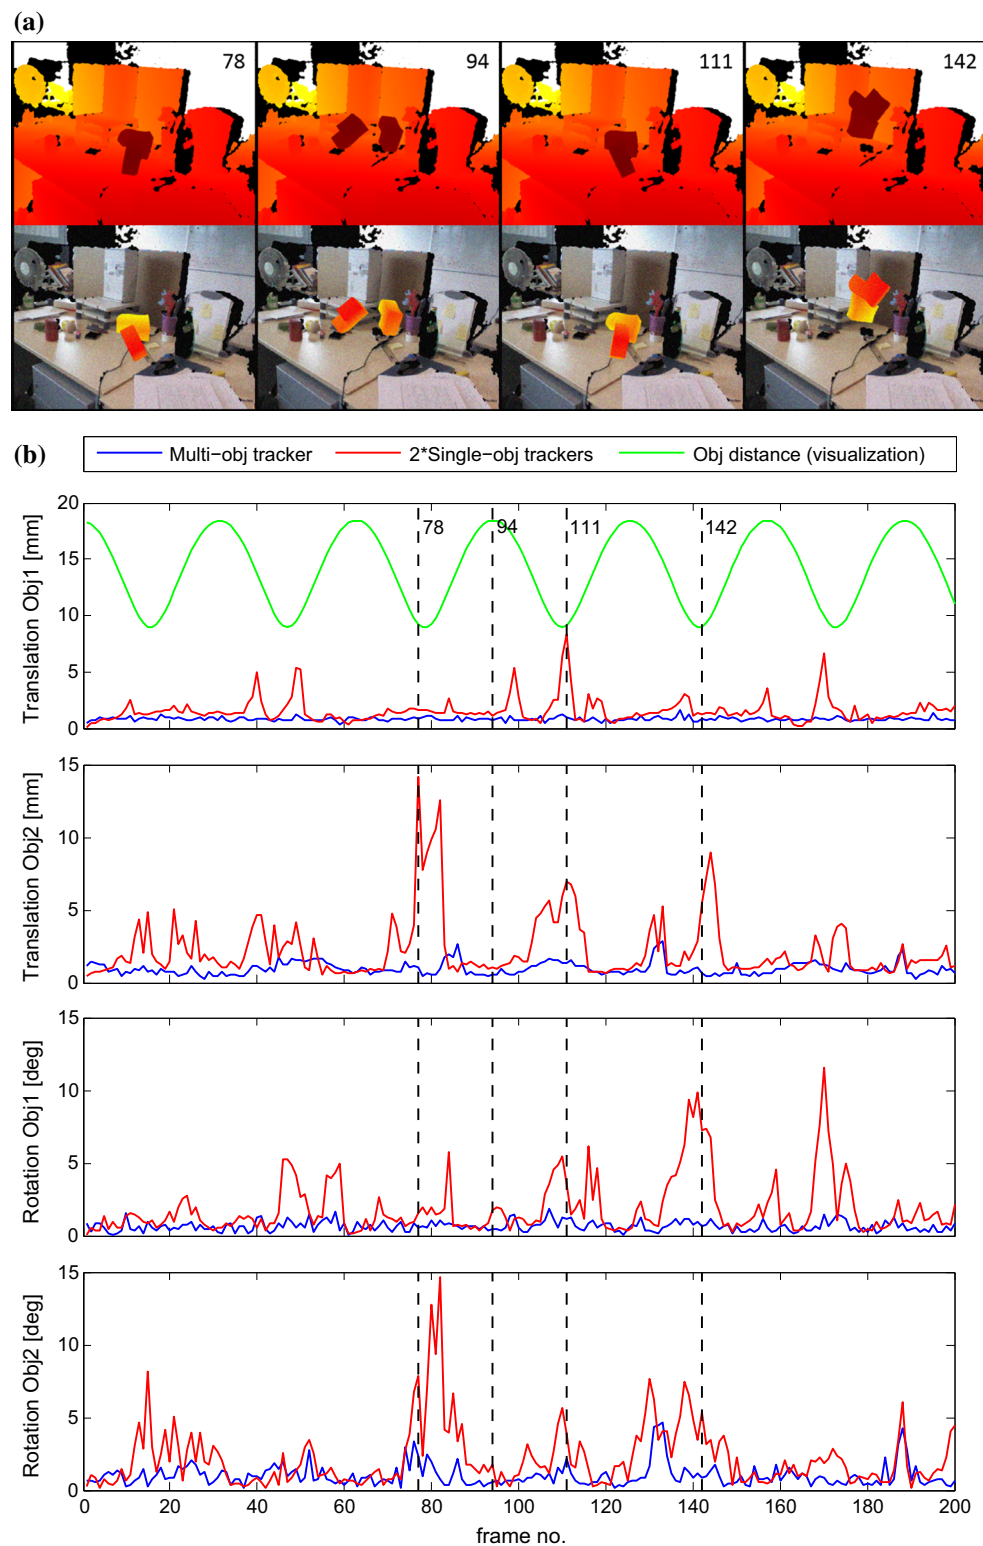 (a)
78
94
111
142
(b)
Multi−obj tracker
2*Single−obj trackers
Obj distance (visualization)
Translation Obj1 [mm]
20
15
10
5
0
78
94
111
142
Translation Obj2 [mm]
15
10
5
0
Rotation Obj1 [deg]
15
10
5
0
Rotation Obj2 [deg]
15
10
5
0
0 20 40 60 80 100 120 140 160 180 200
frame no.